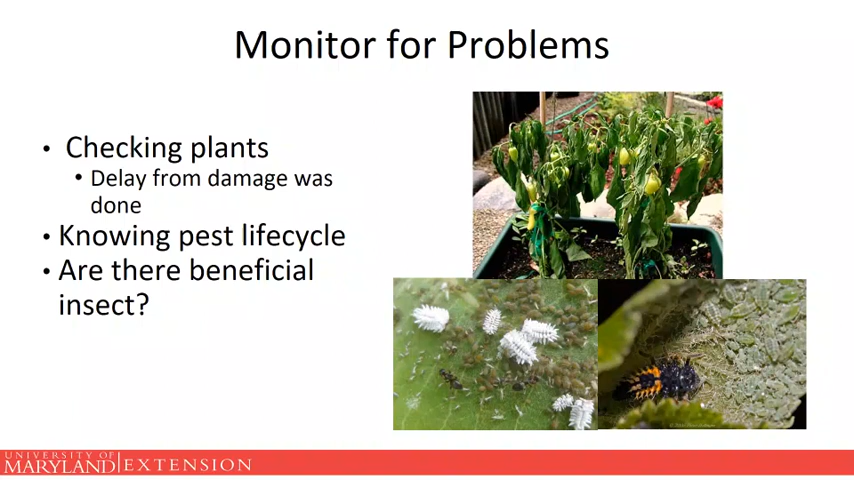 Monitor for Problems
• Checking plants
• Delay from damage was
done
• Knowing pest lifecycle
• Are there beneficial
insect?
UNIVERSITY OF
MARYLAND EXTENSION